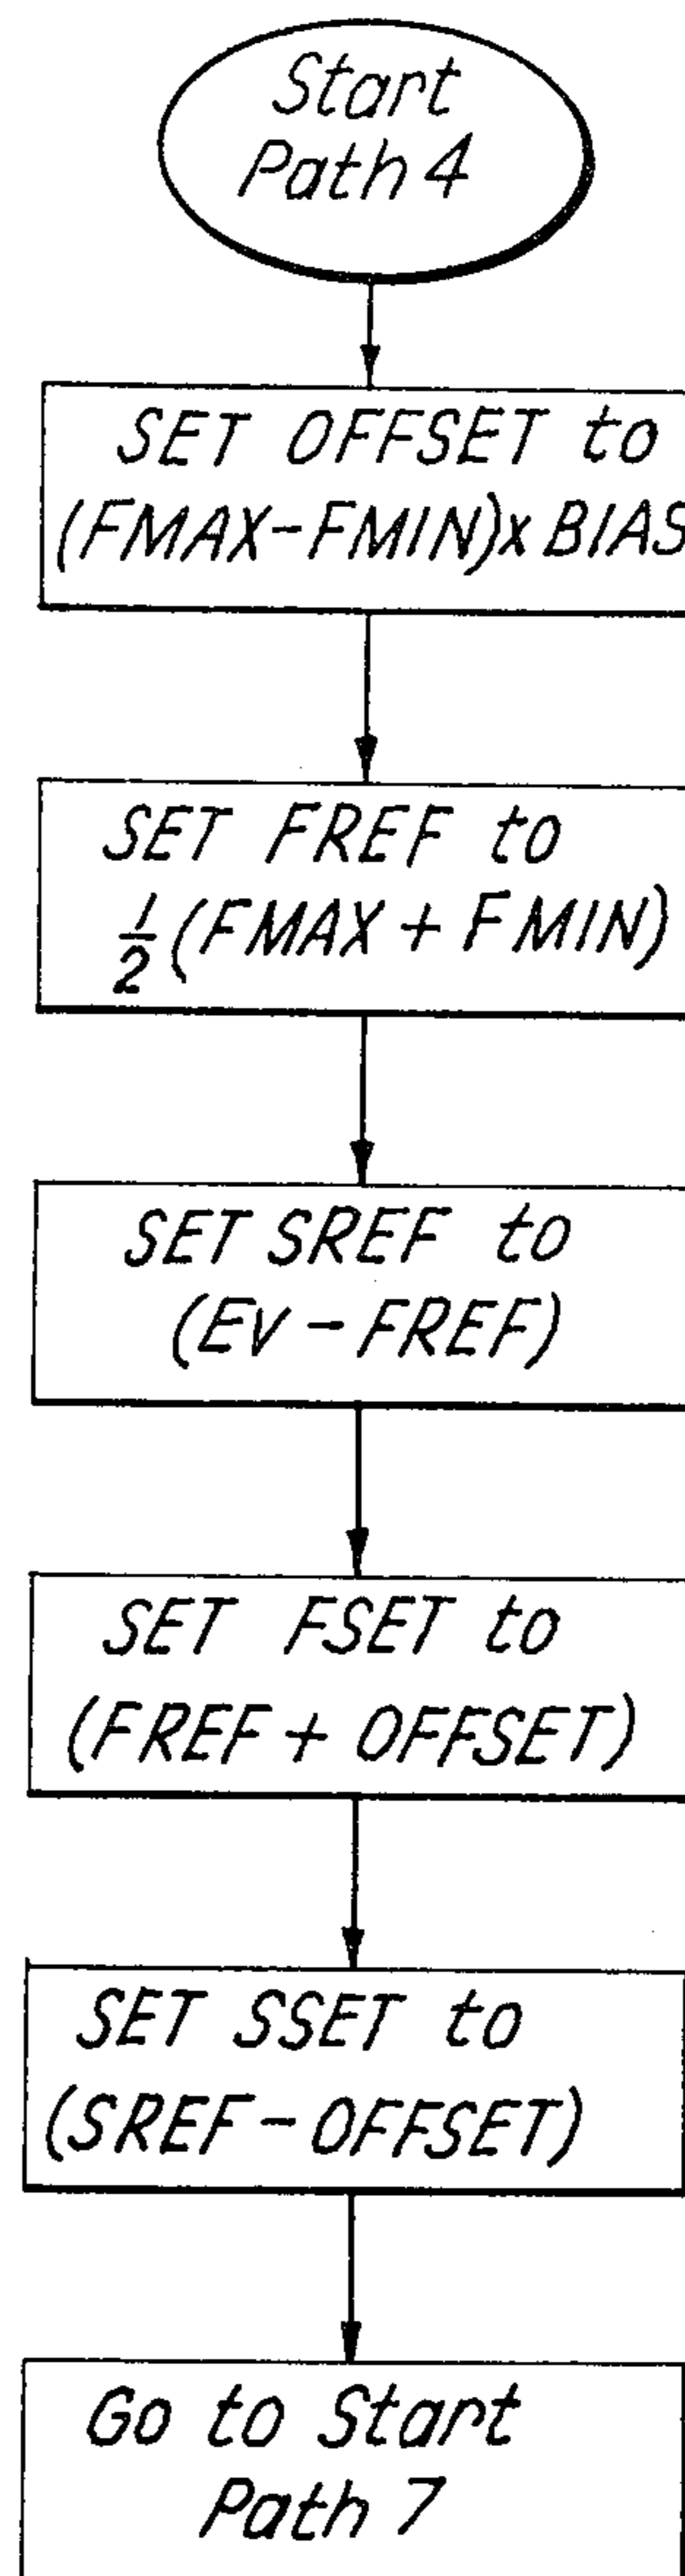 Start
Path 4
SET OFFSET to
(FMAX-FMIN)x BIAS
SET FREF to
½ (FMAX + FMIN)
SET SREF to
(EV - FREF)
SET FSET to
(FREF + OFFSET)
SET SSET to
(SREF - OFFSET)
Go to Start
Path 7